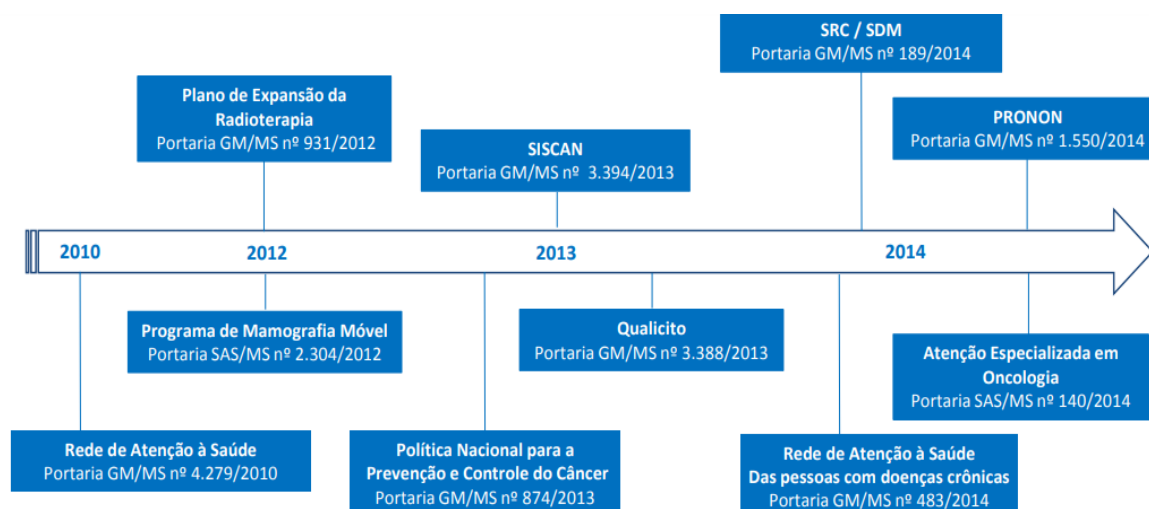 SRC / SDM
Portaria GM/MS nº 189/2014
Plano de Expansão da
Radioterapia
Portaria GM/MS nº 931/2012
PRONON
Portaria GM/MS nº 1.550/2014
SISCAN
Portaria GM/MS nº 3.394/2013
2010
2012
2013
2014
Programa de Mamografia Móvel
Portaria SAS/MS nº 2.304/2012
Qualicito
Portaria GM/MS nº 3.388/2013
Atenção Especializada em
Oncologia
Portaria SAS/MS nº 140/2014
Rede de Atenção à Saúde
Portaria GM/MS nº 4.279/2010
Política Nacional para a
Prevenção e Controle do Câncer
Portaria GM/MS nº 874/2013
Rede de Atenção à Saúde
Das pessoas com doenças crônicas
Portaria GM/MS nº 483/2014